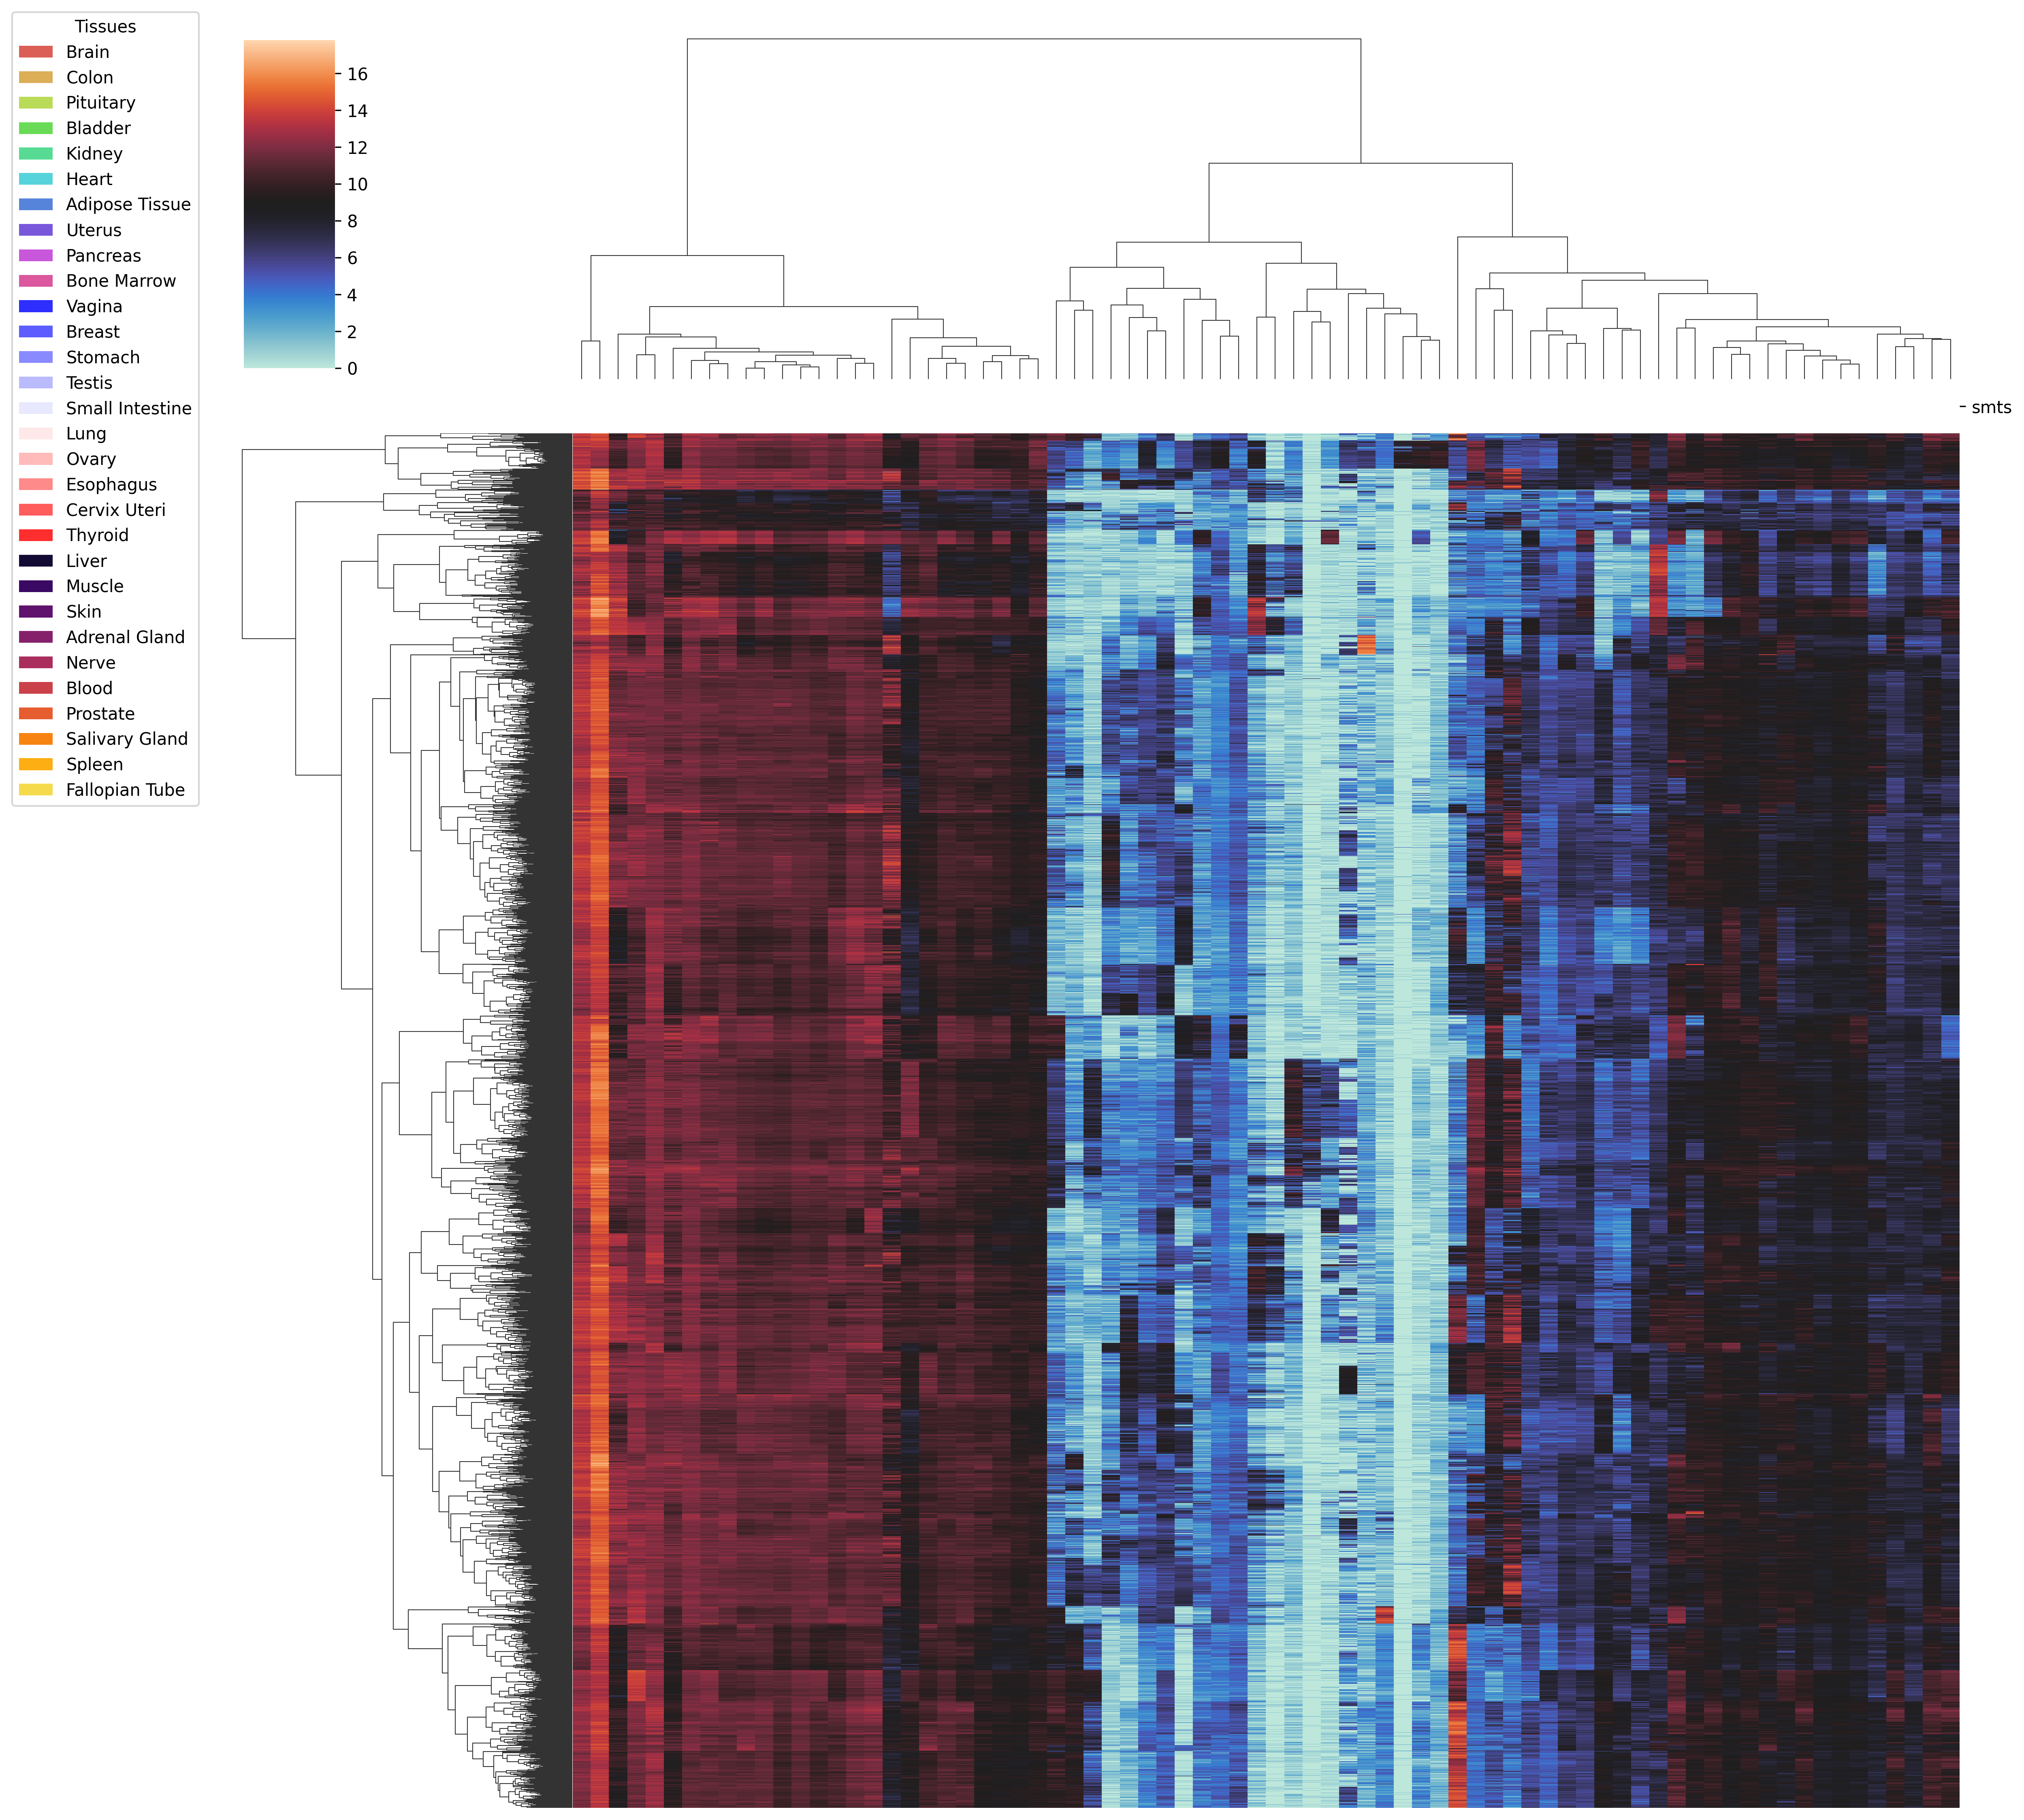 Tissues
Brain
Colon
Pituitary
Bladder
Kidney
Heart
Adipose Tissue
Uterus
Pancreas
Bone Marrow
Vagina
Breast
Stomach
Testis
Small Intestine
Lung
Ovary
Esophagus
Cervix Uteri
Thyroid
Liver
Muscle
Skin
Adrenal Gland
Nerve
Blood
Prostate
Salivary Gland
Spleen
Fallopian Tube
16
14
12
10
8
6
4
2
0
smts